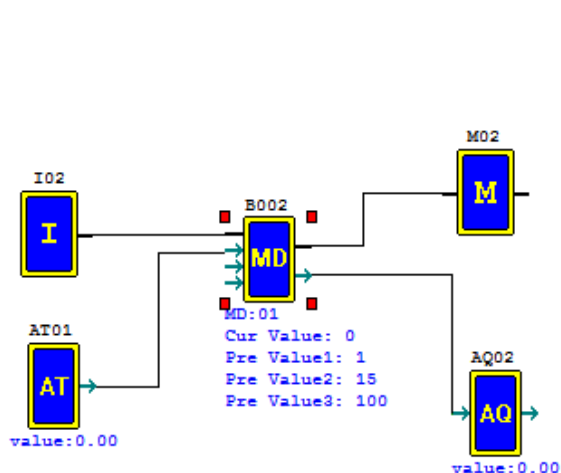 M02
M
I02
I
B002
MD
MD:01
Cur Value: 0
Pre Value1: 1
Pre Value2: 15
Pre Value3: 100
AT01
AT
value:0.00
AQ02
AQ
value:0.00